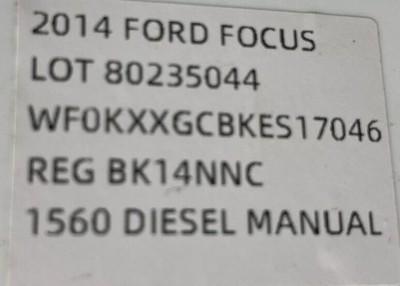 2014 FORD FOCUS
LOT 80235044
WF0KXXGCBKES17046
REG BK14NNC
1560 DIESEL MANUAL